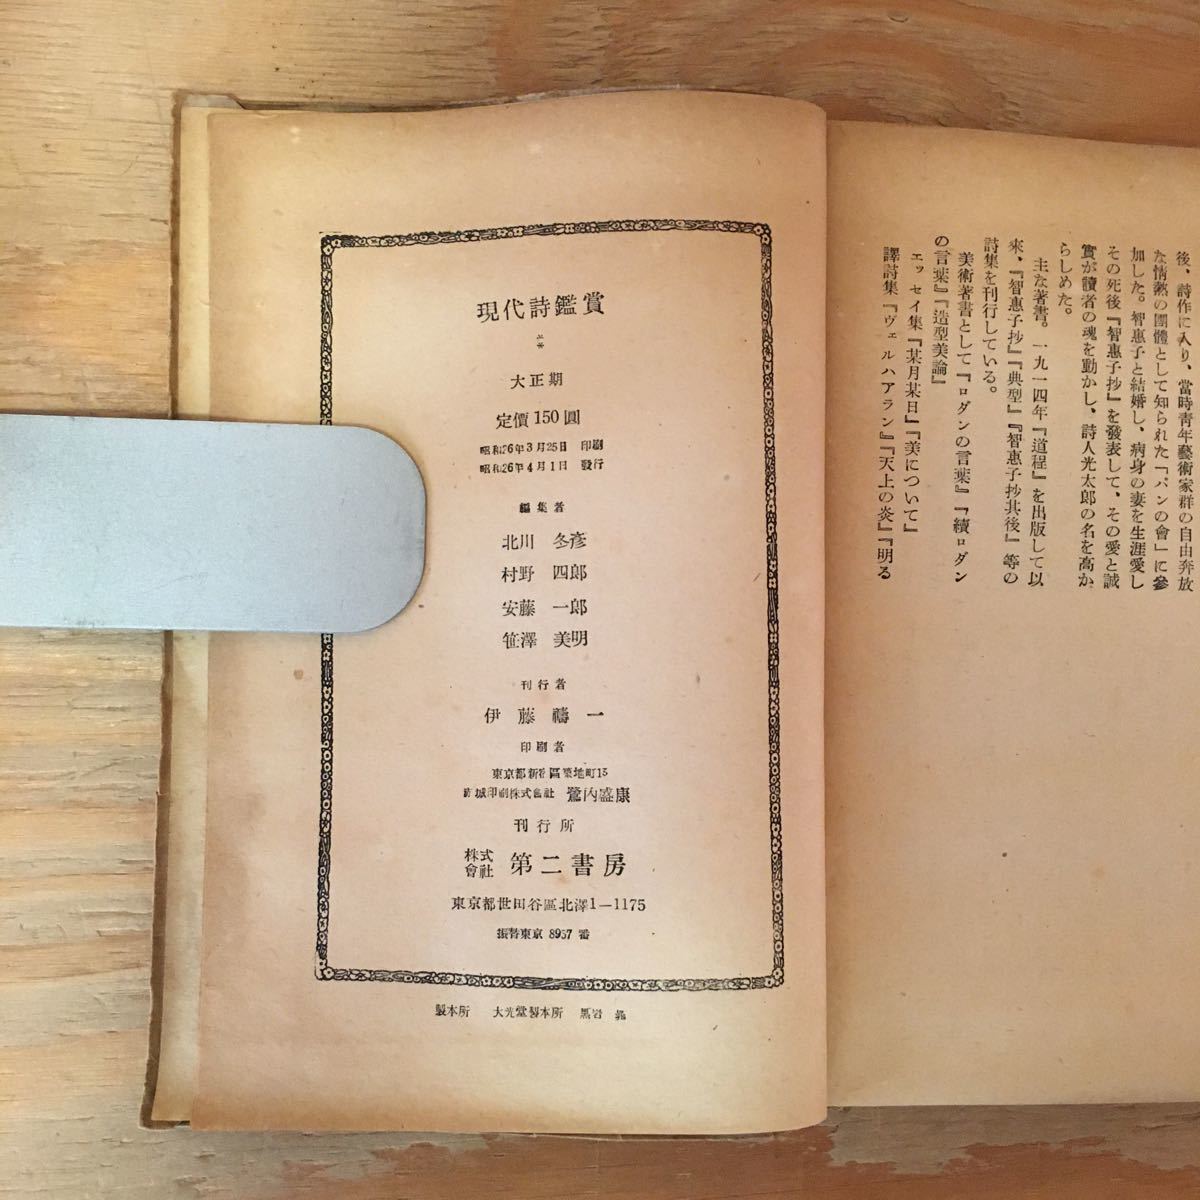 後、詩作に入り、當時靑年藝術家群の自由奔放
な情熱の團體として知られた「パンの會」に參
加した。智惠子と結婚し、病身の妻を生涯愛し
その死後『智惠子抄』を發表して、その愛と誠
實が讀者の魂を動かし、詩人光太郎の名を高か
らしめた。
主な著書。一九一四年『道程』を出版して以
來、『智惠子抄』『典型』『智惠子抄其後』等の
詩集を刊行している。
美術著書として『ロダンの言葉』『續ロダン
の言葉』『造型美論』
エッセイ集『某月某日』『美について』
譯詩集『ヴェルハアラン』『天上の炎』『明る
現代詩鑑賞
大正期
定價150圓
昭和26年3月25日 印刷
昭和26年4月1日 發行
編集者
北川 冬彦
村野 四郎
安藤 一郎
笹澤 美明
刊行者
伊藤禱一
印刷者
東京都新宿區築地町15
赤城印刷株式會社 鷺内盛康
刊行所
株式會社 第二書房
東京都世田谷區北澤1—1175
振替東京 8957 番
製本所 大光堂製本所 黒岩